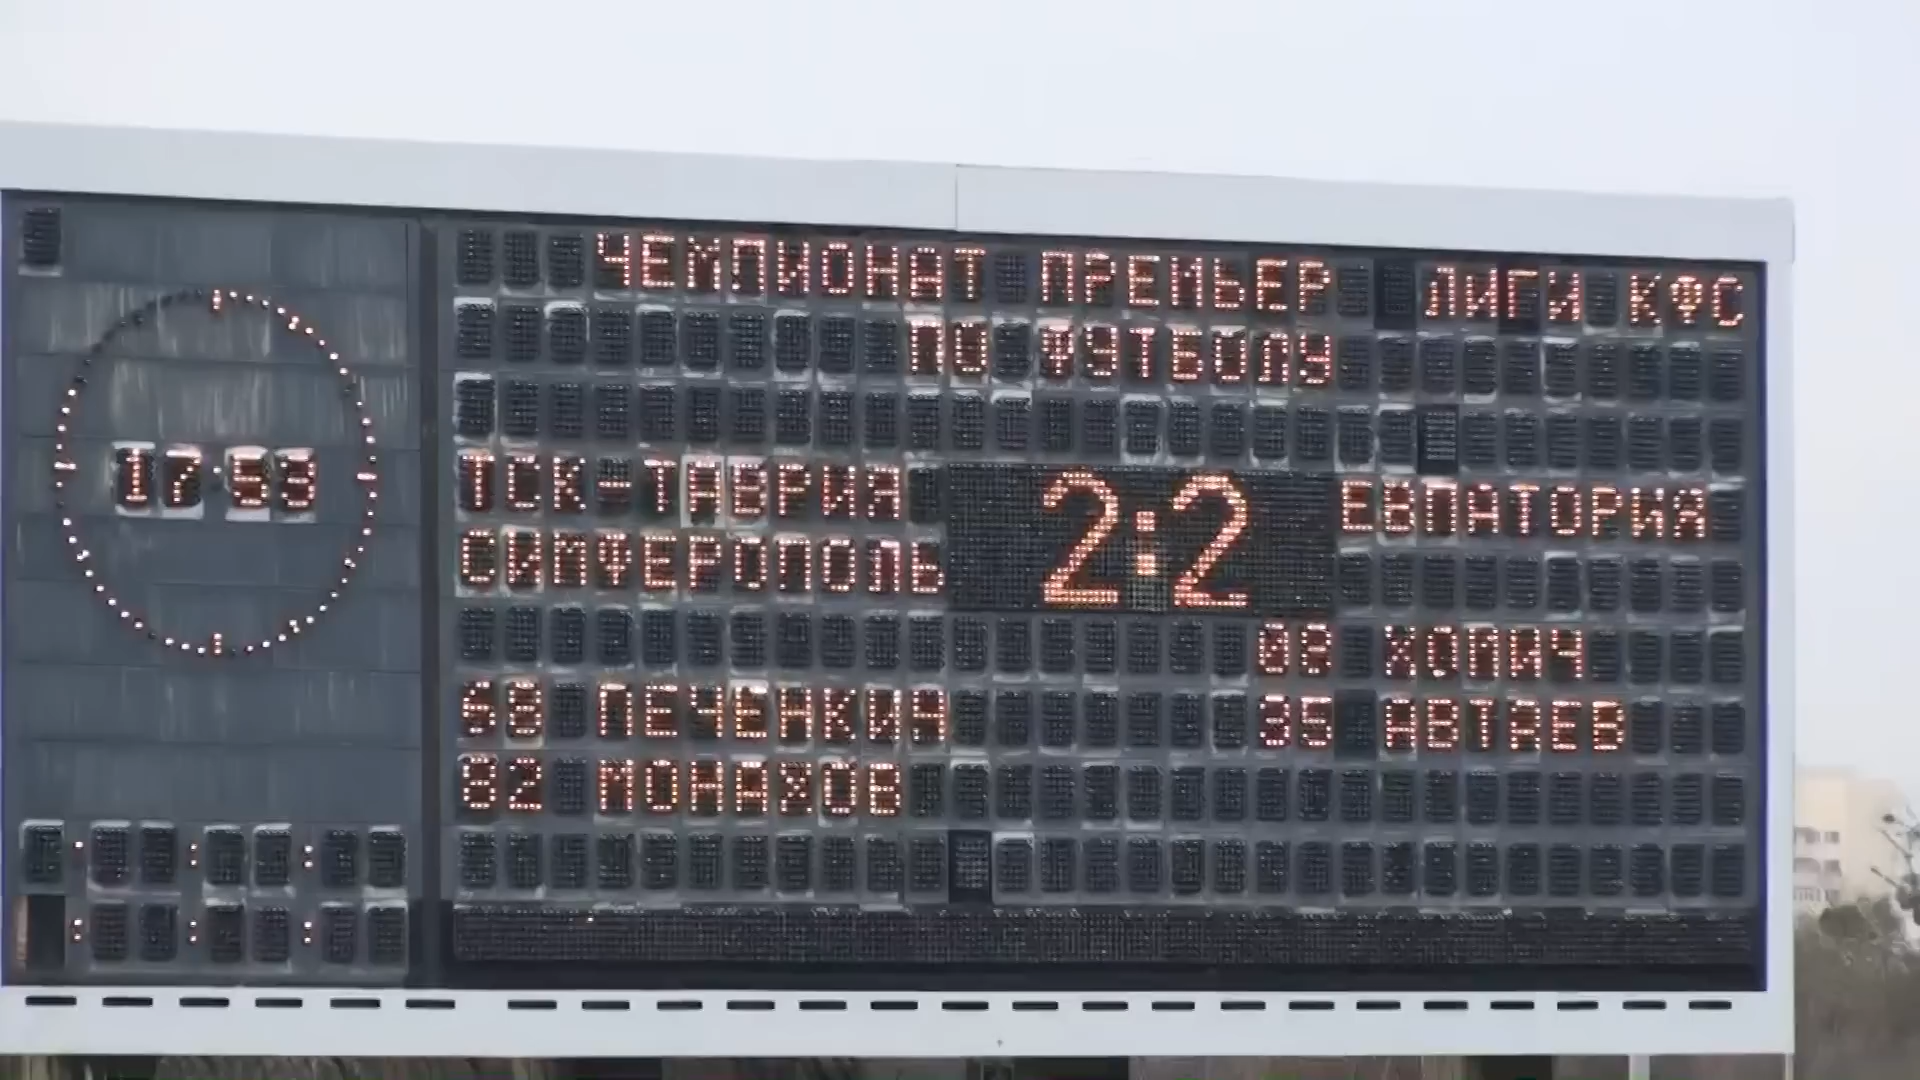 ЧЕМПИОНАТ ПРЕМЬЕР ЛИГИ КФС
ПО ФУТБОЛУ
17:53
ТСК-ТАВРИЯ 2:2 ЕВПАТОРИЯ
СИМФЕРОПОЛЬ
08 ХОПИЧ
68 ПЕЧЕНКИН 35 АВТАЕВ
82 МОНАХОВ